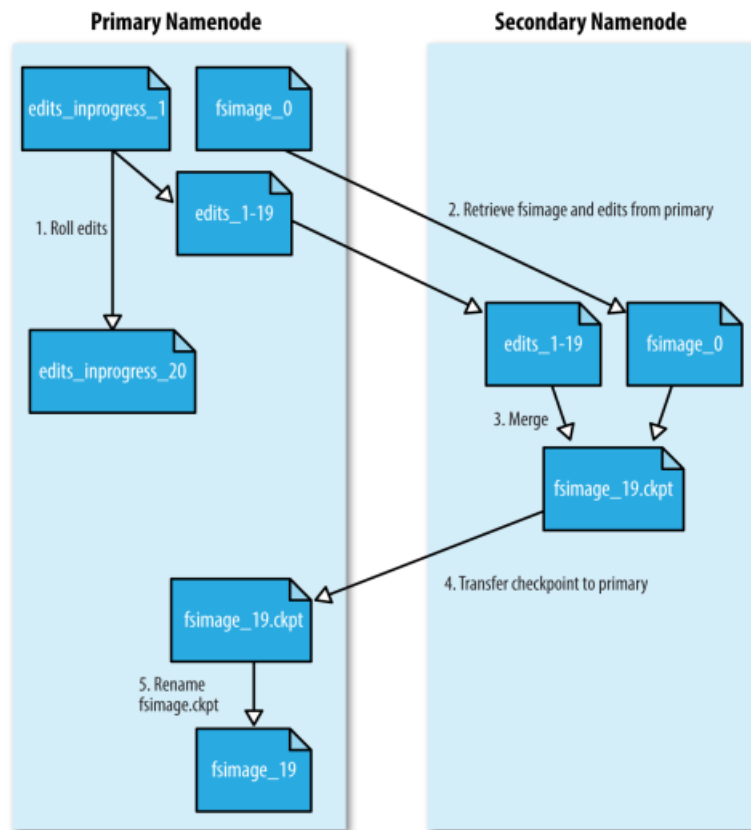 Primary Namenode
Secondary Namenode
edits_inprogress_1
fsimage_0
edits_1-19
1. Roll edits
2. Retrieve fsimage and edits from primary
edits_inprogress_20
edits_1-19
fsimage_0
3. Merge
fsimage_19.ckpt
4. Transfer checkpoint to primary
fsimage_19.ckpt
5. Rename
fsimage.ckpt
fsimage_19